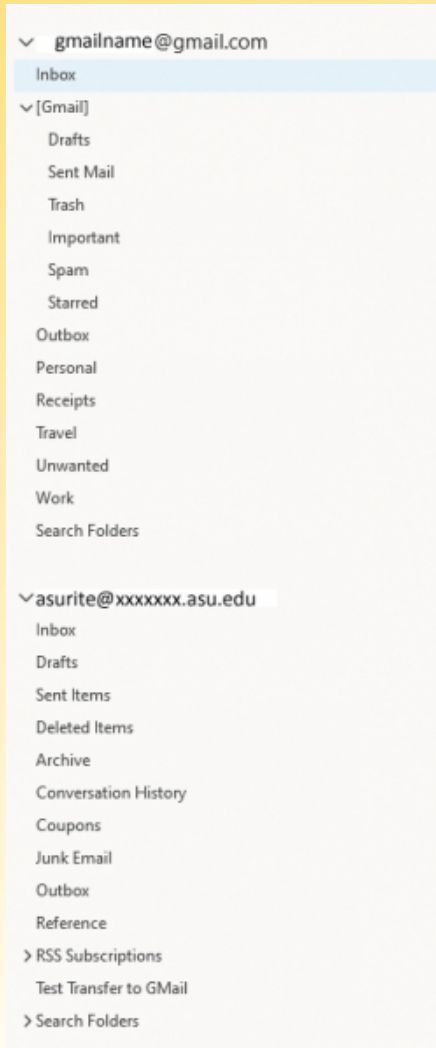 gmailname@gmail.com
Inbox
[Gmail]
Drafts
Sent Mail
Trash
Important
Spam
Starred
Outbox
Personal
Receipts
Travel
Unwanted
Work
Search Folders
asurite@xxxxxxx.asu.edu
Inbox
Drafts
Sent Items
Deleted Items
Archive
Conversation History
Coupons
Junk Email
Outbox
Reference
RSS Subscriptions
Test Transfer to GMail
Search Folders